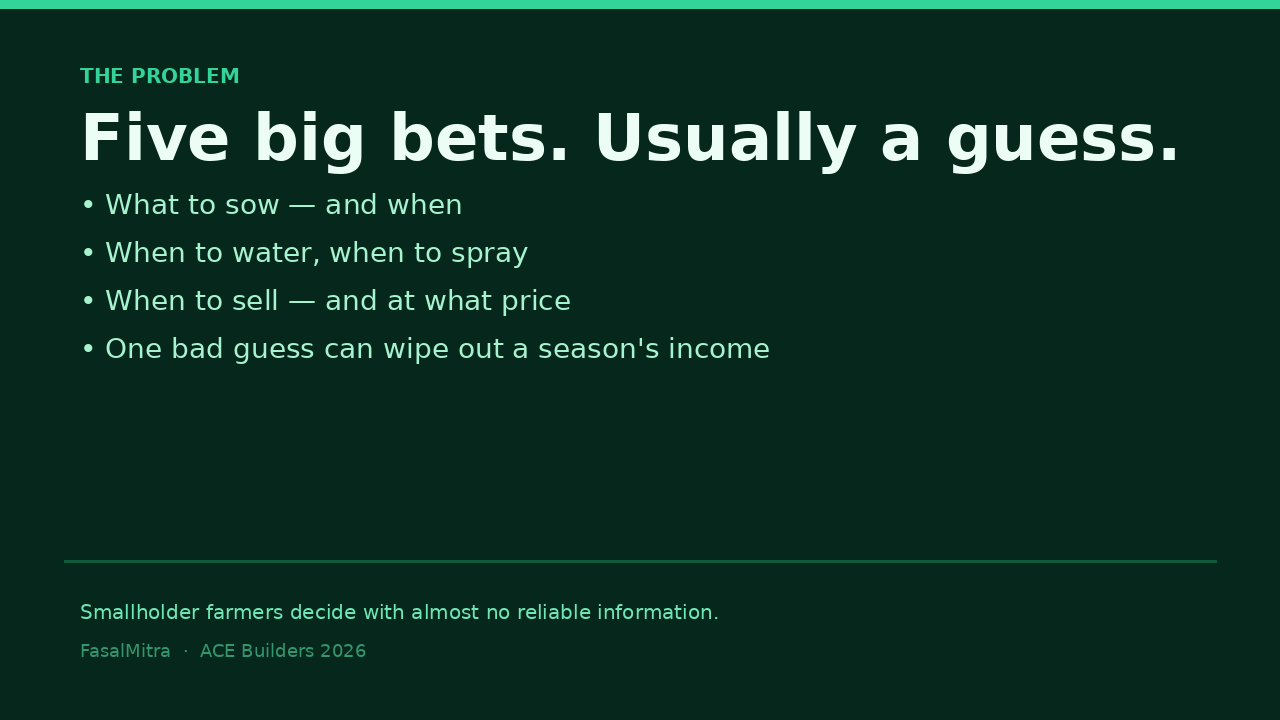 THE PROBLEM
Five big bets. Usually a guess.
• What to sow — and when
• When to water, when to spray
• When to sell — and at what price
• One bad guess can wipe out a season's income
Smallholder farmers decide with almost no reliable information.
FasalMitra · ACE Builders 2026